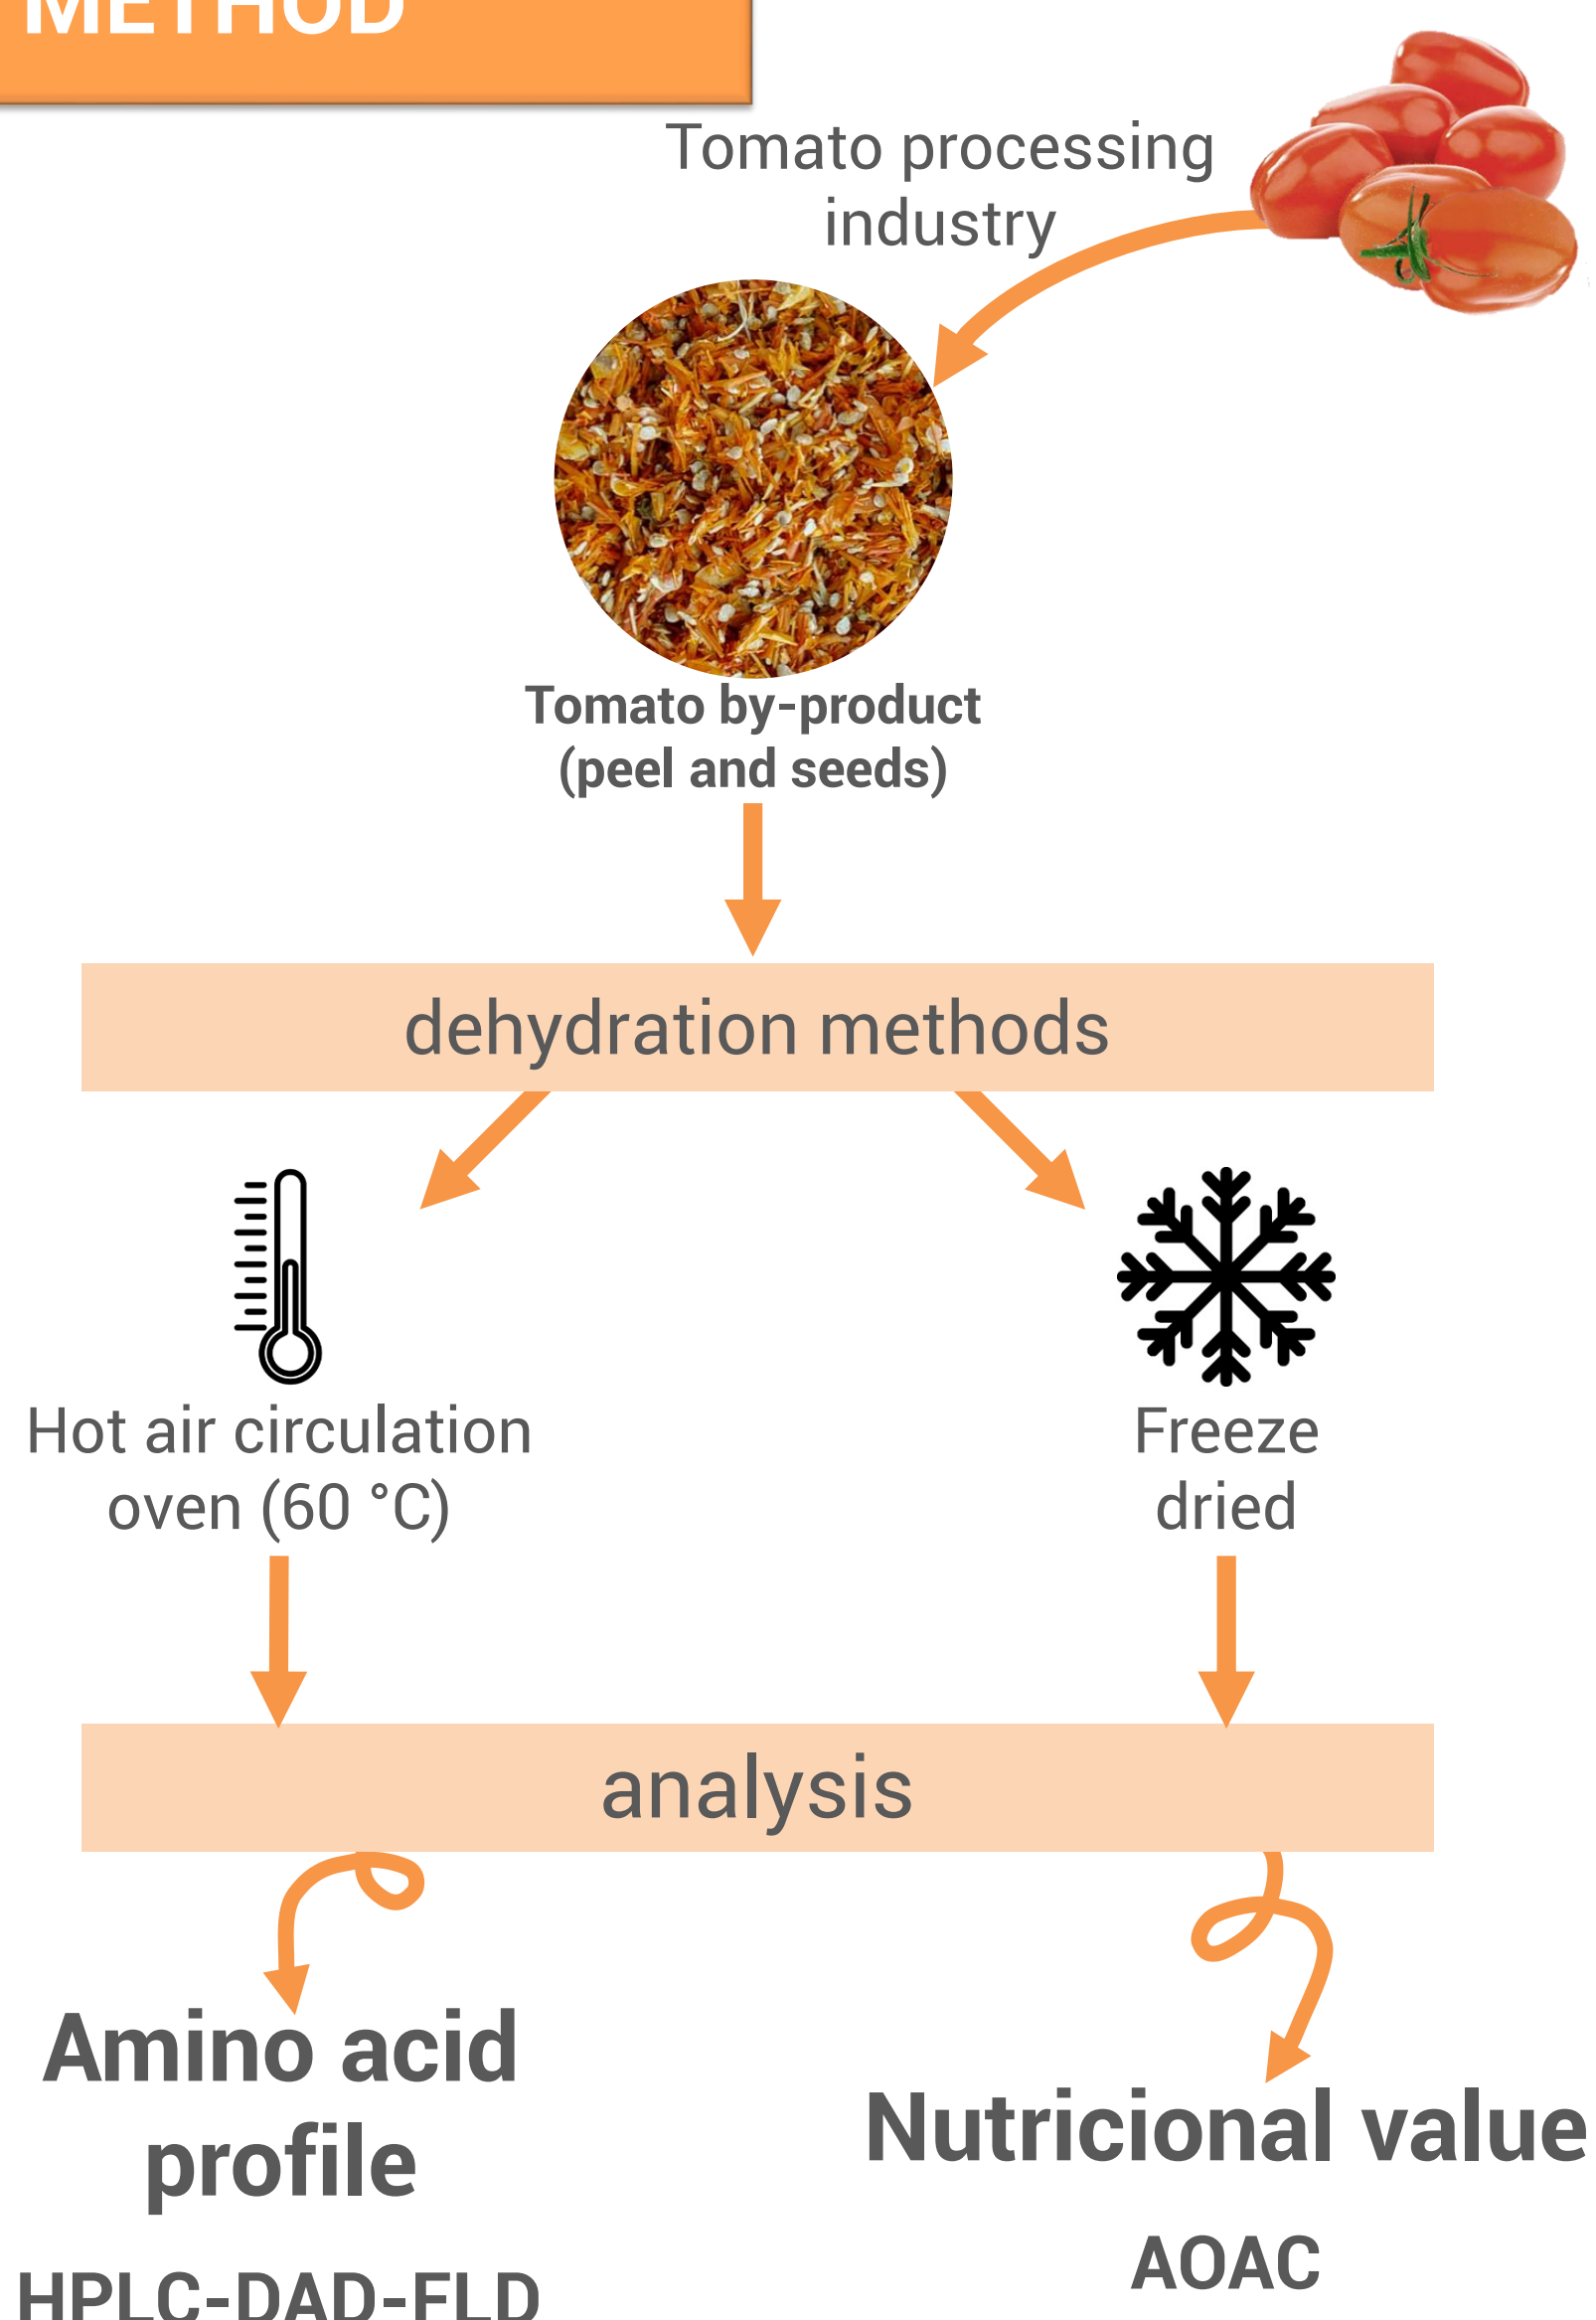 METHOD
Tomato processing
industry
Tomato by-product
(peel and seeds)
dehydration methods
Hot air circulation
oven (60 °C)
Freeze
dried
analysis
Amino acid
profile
HPLC-DAD-FLD
Nutricional value
AOAC